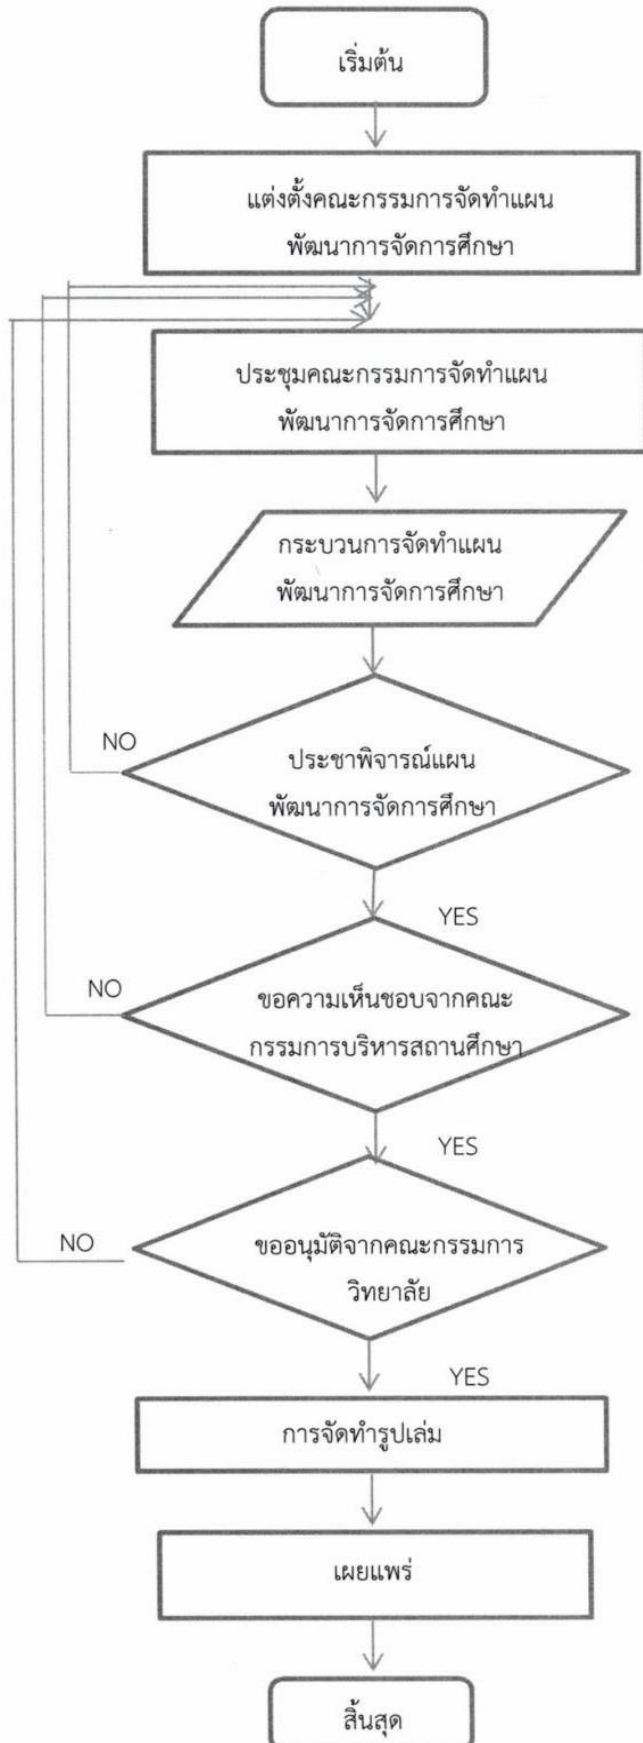 เริ่มต้น
แต่งตั้งคณะกรรมการจัดทำแผน
พัฒนาการจัดการศึกษา
ประชุมคณะกรรมการจัดทำแผน
พัฒนาการจัดการศึกษา
กระบวนการจัดทำแผน
พัฒนาการจัดการศึกษา
NO
ประชาพิจารณ์แผน
พัฒนาการจัดการศึกษา
YES
NO
ขอความเห็นชอบจากคณะ
กรรมการบริหารสถานศึกษา
YES
NO
ขออนุมัติจากคณะกรรมการ
วิทยาลัย
YES
การจัดทำรูปเล่ม
เผยแพร่
สิ้นสุด